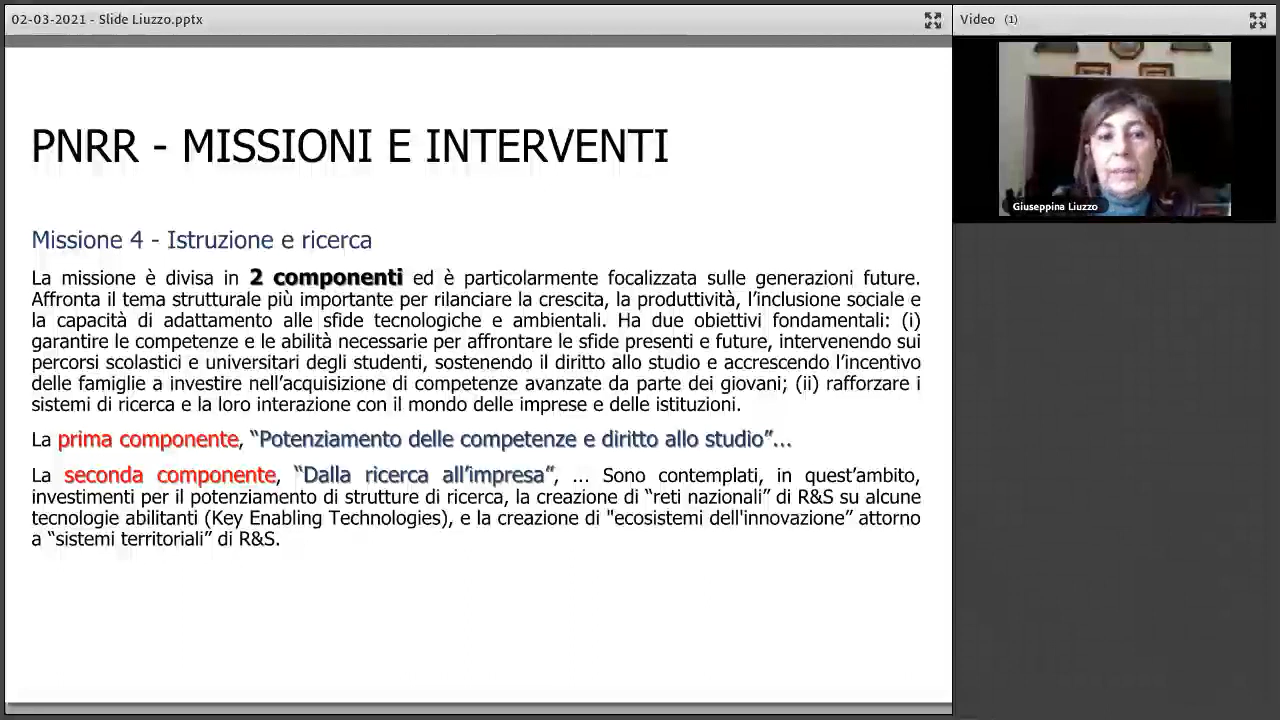 02-03-2021 - Slide Liuzzo.pptx
Video (1)
Giuseppina Liuzzo
PNRR - MISSIONI E INTERVENTI
Missione 4 - Istruzione e ricerca
La missione è divisa in 2 componenti ed è particolarmente focalizzata sulle generazioni future.
Affronta il tema strutturale più importante per rilanciare la crescita, la produttività, l’inclusione sociale e
la capacità di adattamento alle sfide tecnologiche e ambientali. Ha due obiettivi fondamentali: (i)
garantire le competenze e le abilità necessarie per affrontare le sfide presenti e future, intervenendo sui
percorsi scolastici e universitari degli studenti, sostenendo il diritto allo studio e accrescendo l’incentivo
delle famiglie a investire nell’acquisizione di competenze avanzate da parte dei giovani; (ii) rafforzare i
sistemi di ricerca e la loro interazione con il mondo delle imprese e delle istituzioni.
La prima componente, “Potenziamento delle competenze e diritto allo studio”...
La seconda componente, “Dalla ricerca all’impresa”, ... Sono contemplati, in quest’ambito,
investimenti per il potenziamento di strutture di ricerca, la creazione di “reti nazionali” di R&S su alcune
tecnologie abilitanti (Key Enabling Technologies), e la creazione di "ecosistemi dell'innovazione” attorno
a “sistemi territoriali” di R&S.